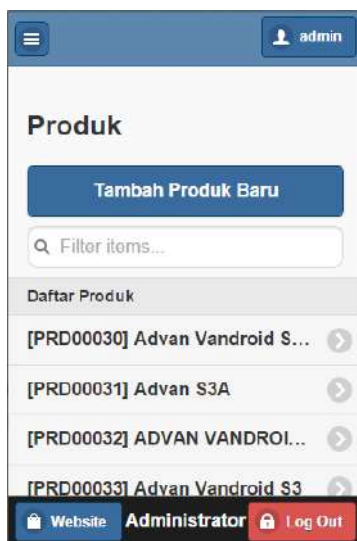 admin
Produk
Tambah Produk Baru
Filter items...
Daftar Produk
[PRD00030] Advan Vandroid S...
[PRD00031] Advan S3A
[PRD00032] ADVAN VANDROI...
[PRD00033] Advan Vandroid S3
Website Administrator Log Out